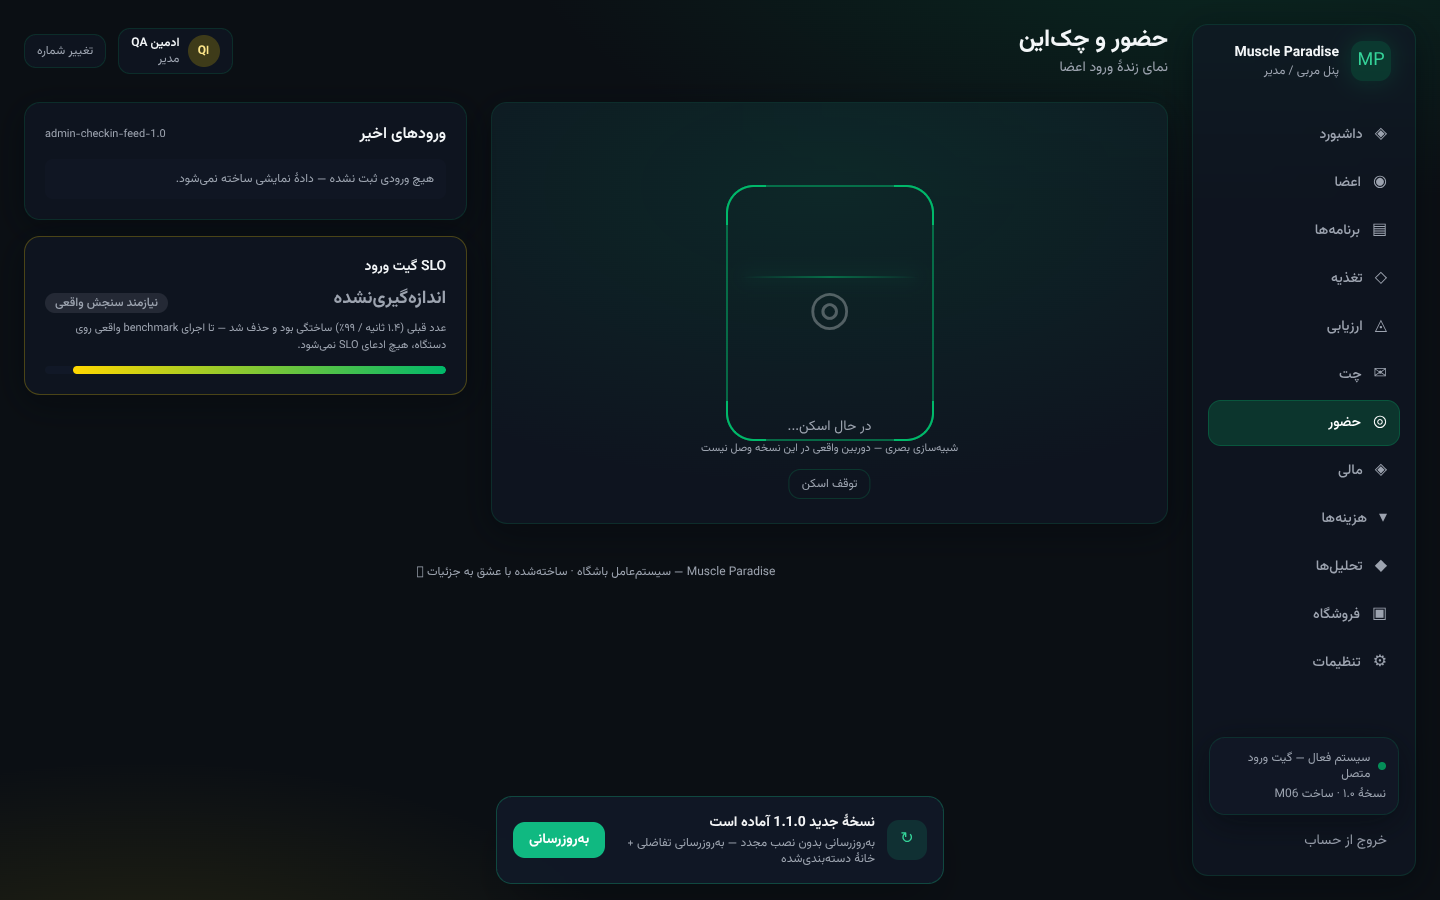 MP
Muscle Paradise
پنل مربی / مدیر
داشبورد
اعضا
برنامه‌ها
تغذیه
ارزیابی
چت
حضور
مالی
هزینه‌ها
تحلیل‌ها
فروشگاه
تنظیمات
سیستم فعال — گیت ورود
متصل
نسخهٔ ۱.۰ · ساخت M06
خروج از حساب
حضور و چک‌این
نمای زندهٔ ورود اعضا
Qا
ادمین QA
مدیر
تغییر شماره
در حال اسکن...
شبیه‌سازی بصری — دوربین واقعی در این نسخه وصل نیست
توقف اسکن
ورودهای اخیر
admin-checkin-feed-1.0
هیچ ورودی ثبت نشده — دادهٔ نمایشی ساخته نمی‌شود.
SLO گیت ورود
اندازه‌گیری‌نشده
نیازمند سنجش واقعی
عدد قبلی (۱.۴ ثانیه / ۹۹٪) ساختگی بود و حذف شد — تا اجرای benchmark واقعی روی
دستگاه، هیچ ادعای SLO نمی‌شود.
Muscle Paradise — سیستم‌عامل باشگاه · ساخته‌شده با عشق به جزئیات
نسخهٔ جدید 1.1.0 آماده است
به‌روزرسانی بدون نصب مجدد — به‌روزرسانی تفاضلی +
خانهٔ دسته‌بندی‌شده
به‌روزرسانی